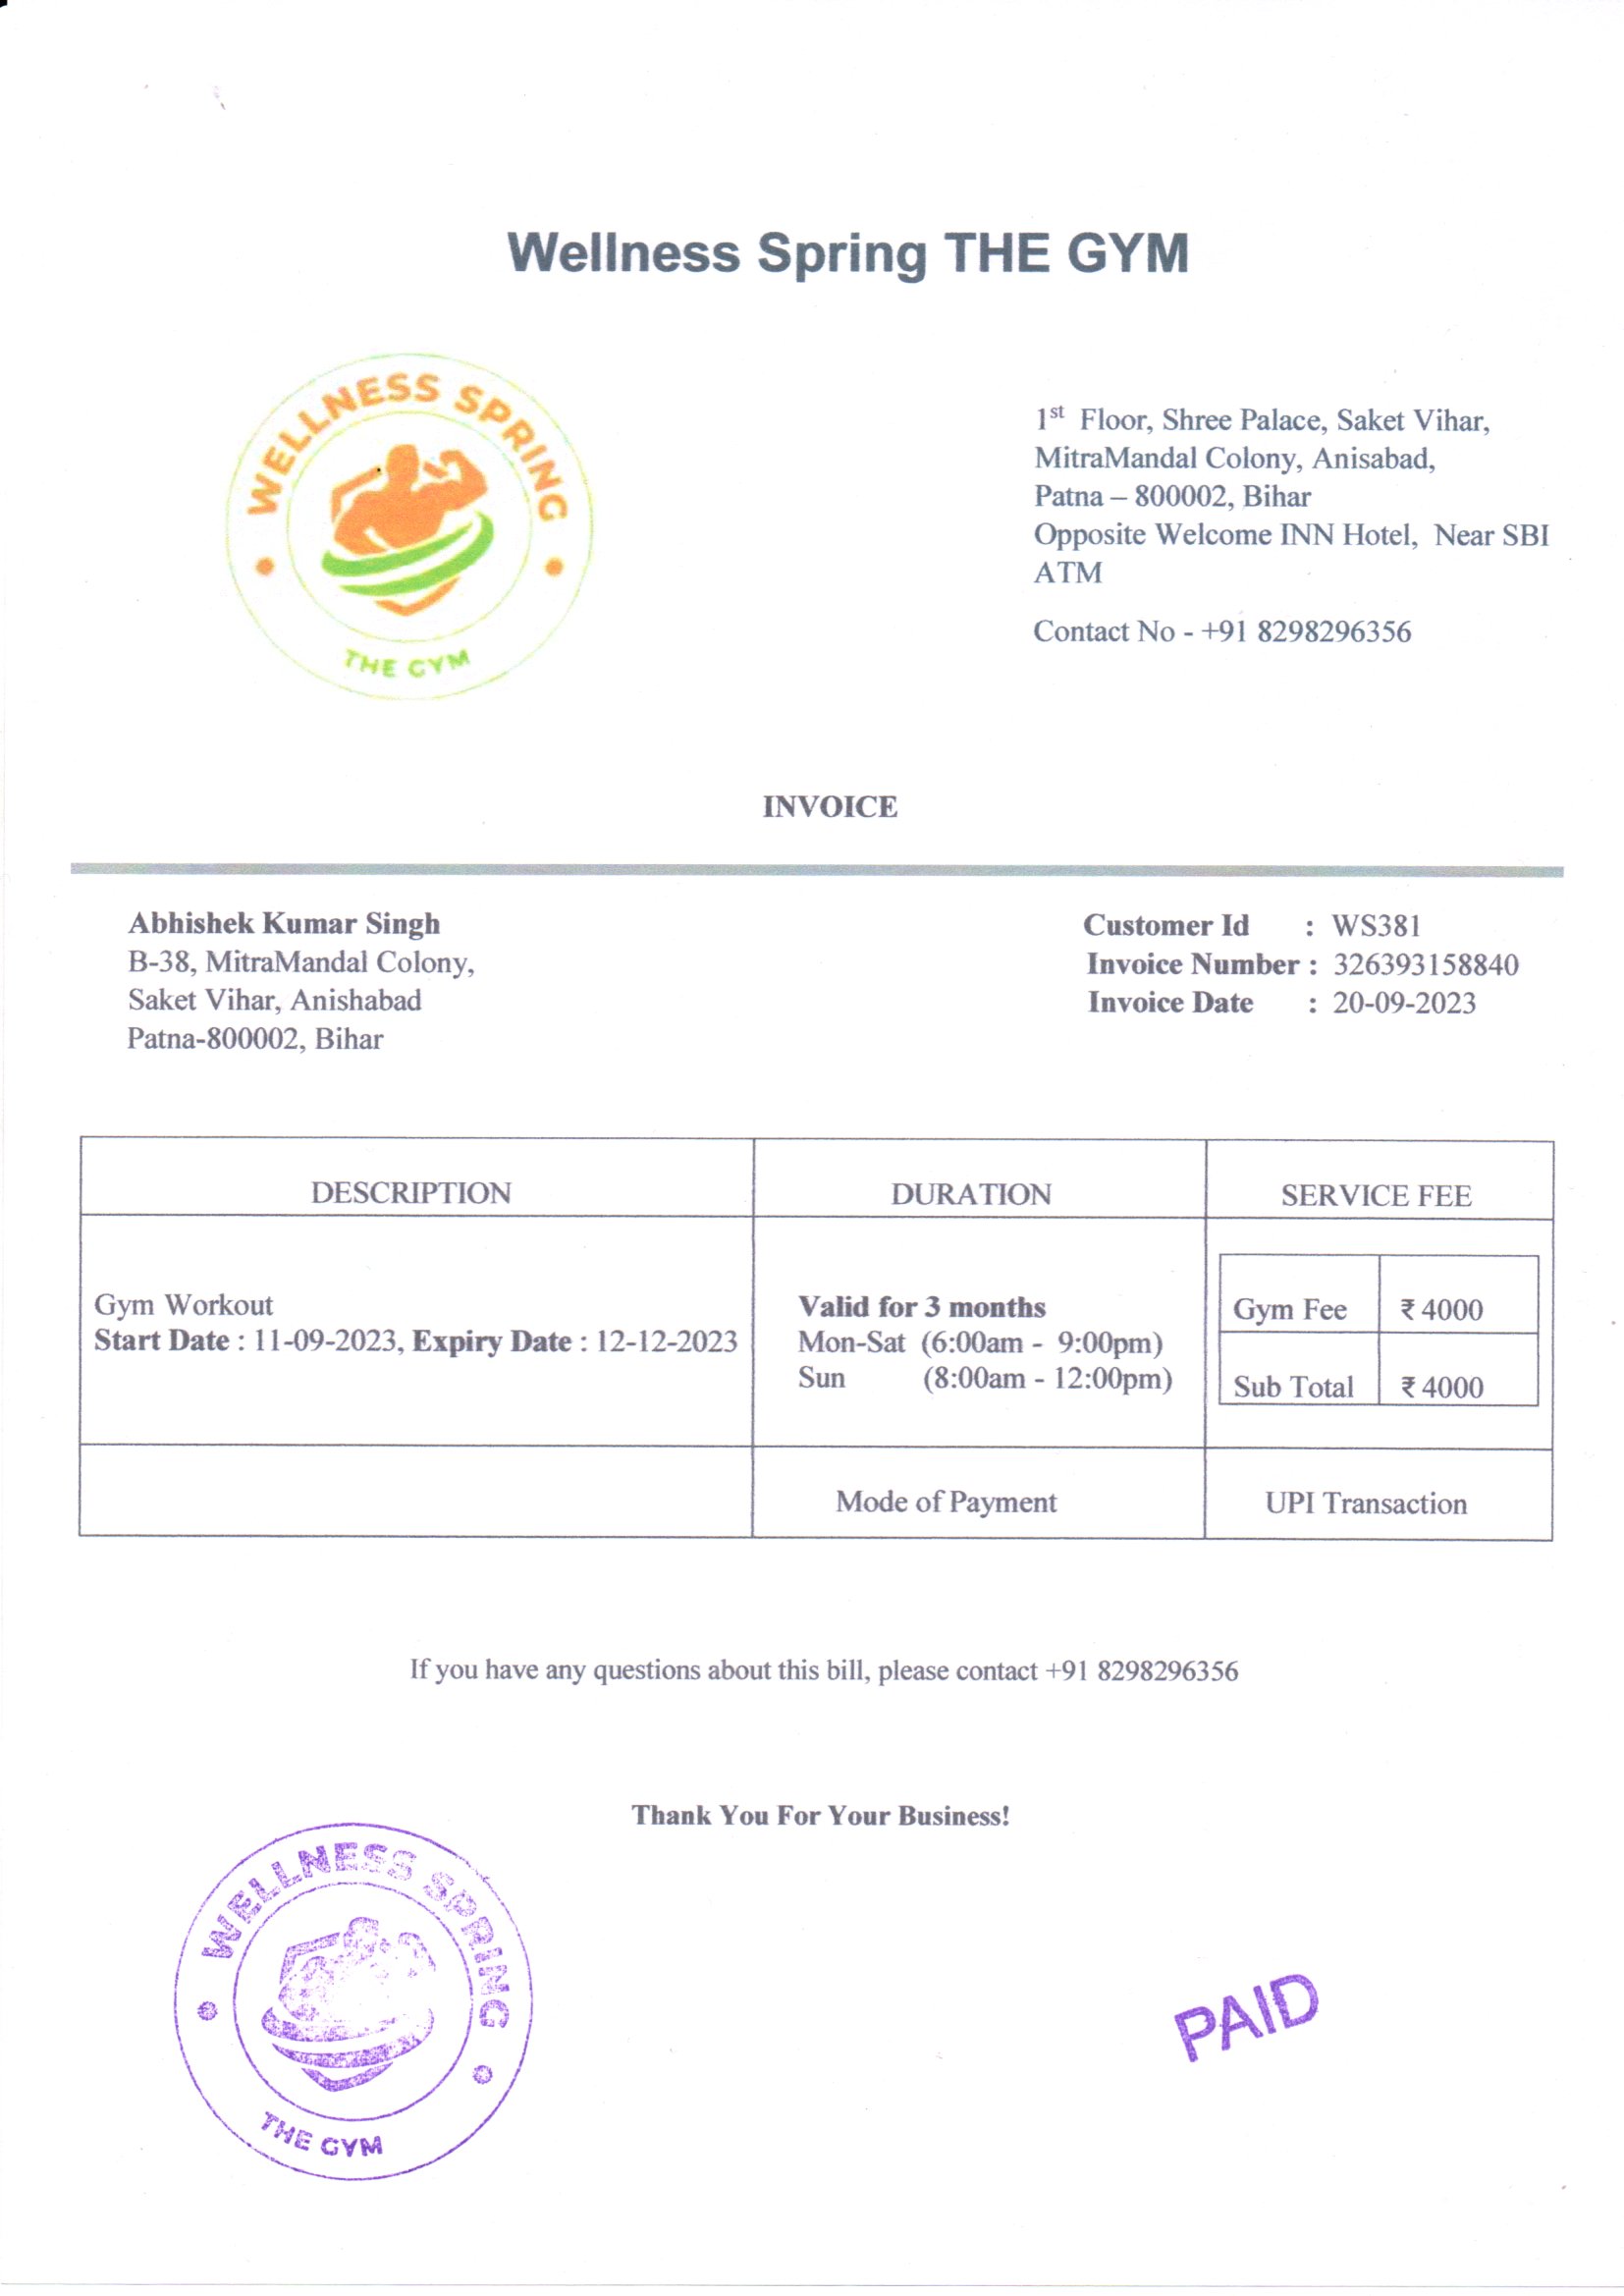 Wellness Spring THE GYM
WELLNESS SPRING
THE GYM
1st Floor, Shree Palace, Saket Vihar,
MitraMandal Colony, Anisabad,
Patna – 800002, Bihar
Opposite Welcome INN Hotel, Near SBI
ATM
Contact No - +91 8298296356
INVOICE
Abhishek Kumar Singh
B-38, MitraMandal Colony,
Saket Vihar, Anishabad
Patna-800002, Bihar
Customer Id : WS381
Invoice Number : 326393158840
Invoice Date : 20-09-2023
DESCRIPTION DURATION SERVICE FEE
Gym Workout
Start Date : 11-09-2023, Expiry Date : 12-12-2023
Valid for 3 months
Mon-Sat (6:00am - 9:00pm)
Sun (8:00am - 12:00pm)
Gym Fee ₹ 4000
Sub Total ₹ 4000
Mode of Payment UPI Transaction
If you have any questions about this bill, please contact +91 8298296356
Thank You For Your Business!
WELLNESS SPRING
THE GYM
PAID